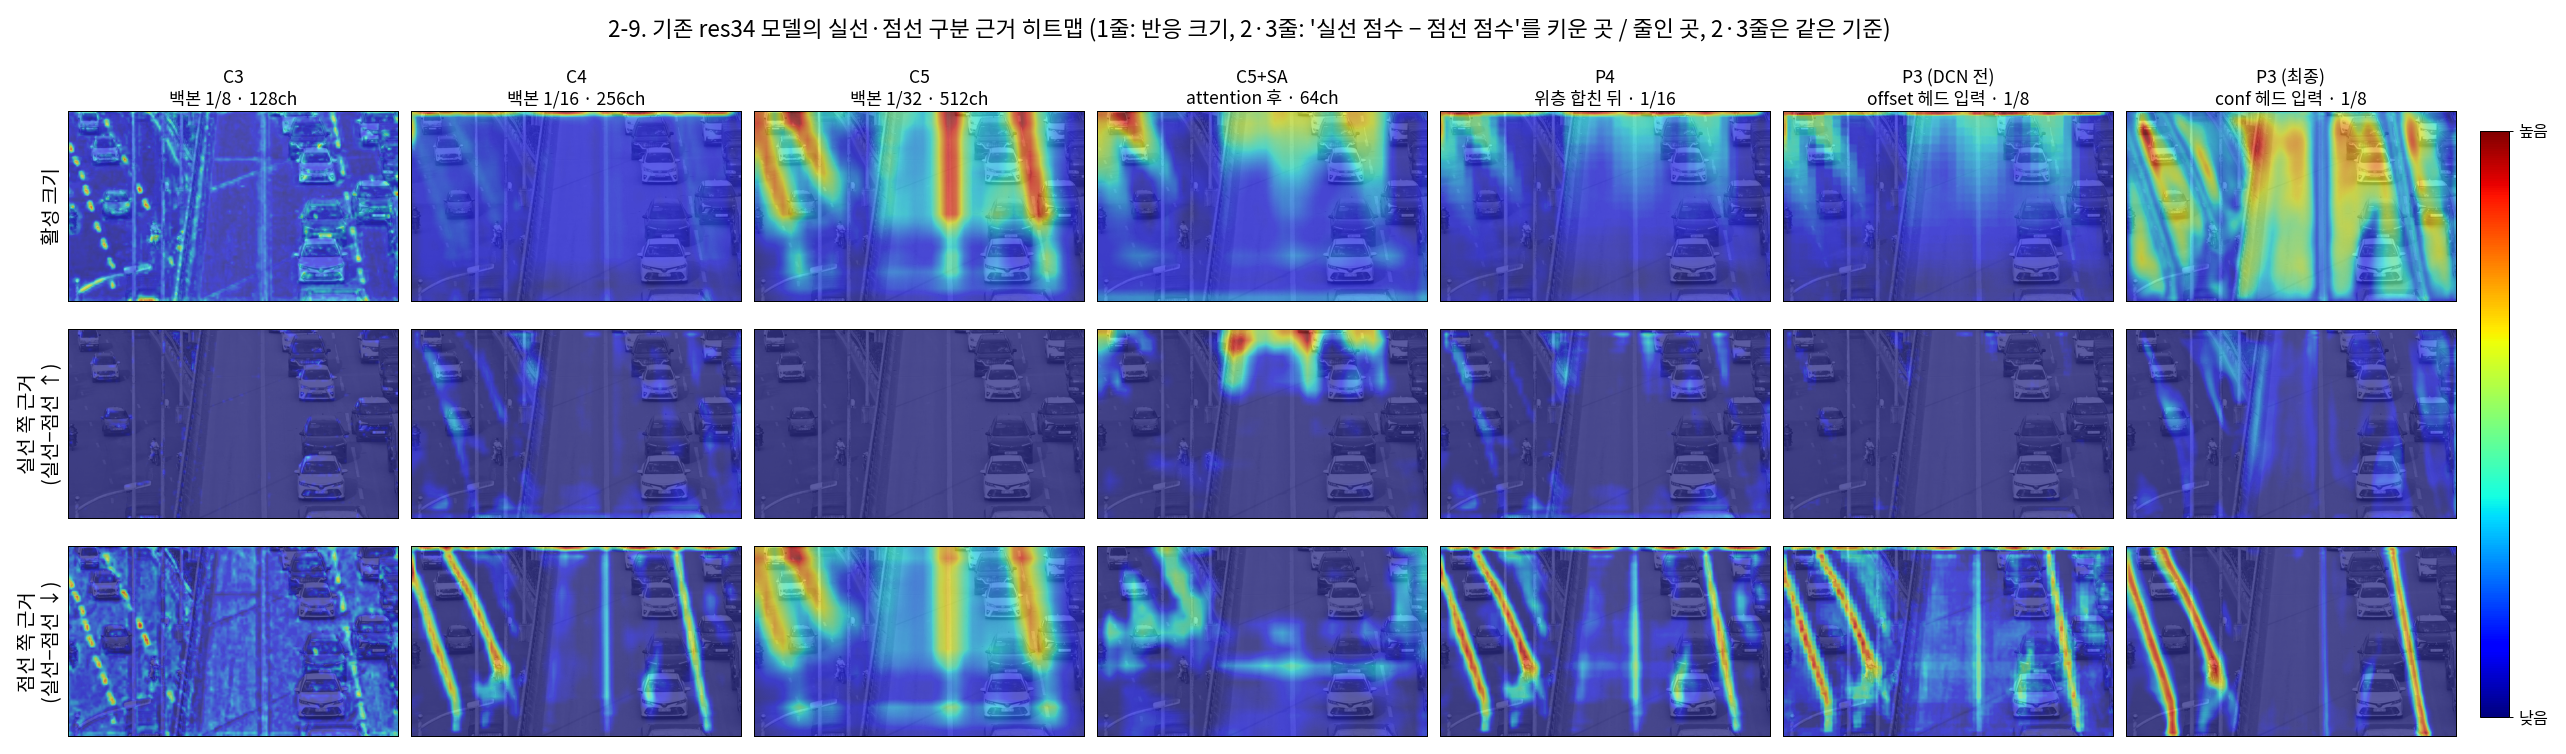 2-9. 기존 res34 모델의 실선·점선 구분 근거 히트맵 (1줄: 반응 크기, 2·3줄: '실선 점수 − 점선 점수'를 키운 곳 / 줄인 곳, 2·3줄은 같은 기준)
C3
백본 1/8 · 128ch
C4
백본 1/16 · 256ch
C5
백본 1/32 · 512ch
C5+SA
attention 후 · 64ch
P4
위층 합친 뒤 · 1/16
P3 (DCN 전)
offset 헤드 입력 · 1/8
P3 (최종)
conf 헤드 입력 · 1/8
활성 크기
실선 쪽 근거
(실선−점선 ↑)
점선 쪽 근거
(실선−점선 ↓)
높음
낮음